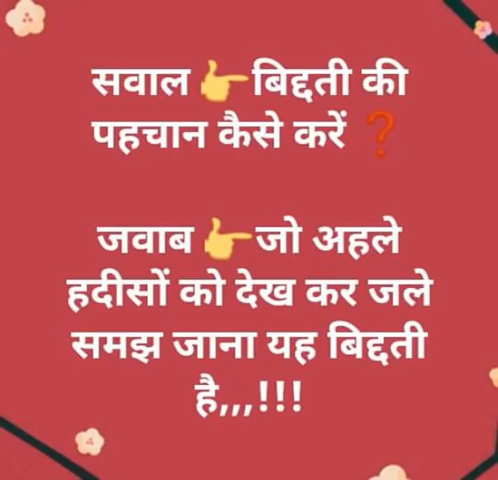 सवाल 👉बिद्दती की
पहचान कैसे करें ❓
जवाब 👉जो अहले
हदीसों को देख कर जले
समझ जाना यह बिद्दती
है,,,!!!